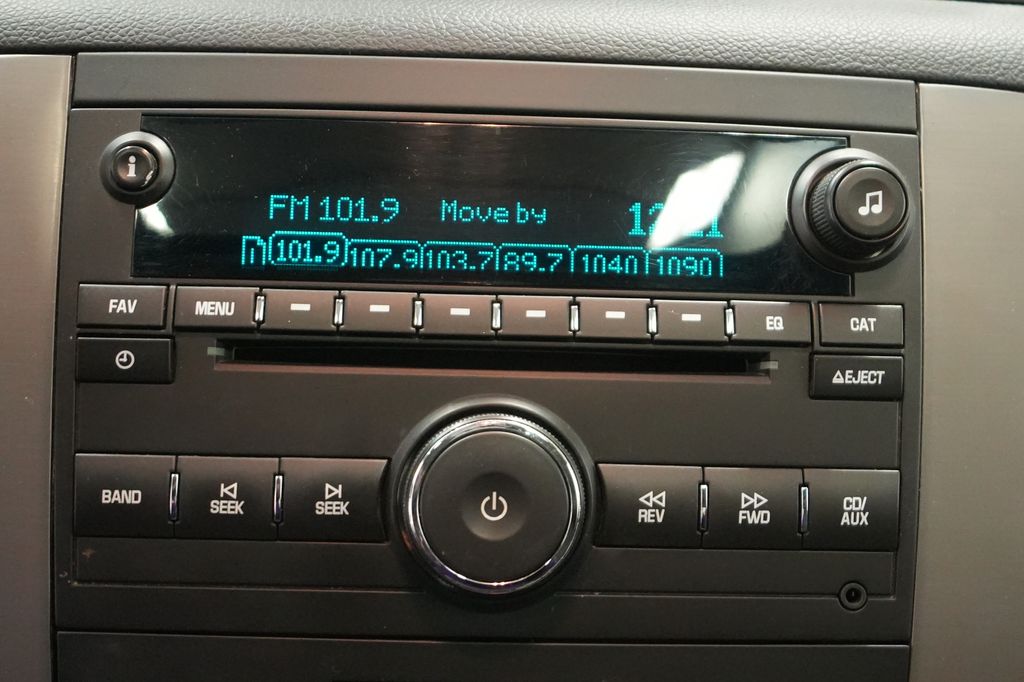 FM 101.9 Move by
101.9 107.9 103.7 89.7 1040 1090
FAV MENU EQ CAT
EJECT
BAND SEEK SEEK REV FWD CD/
AUX